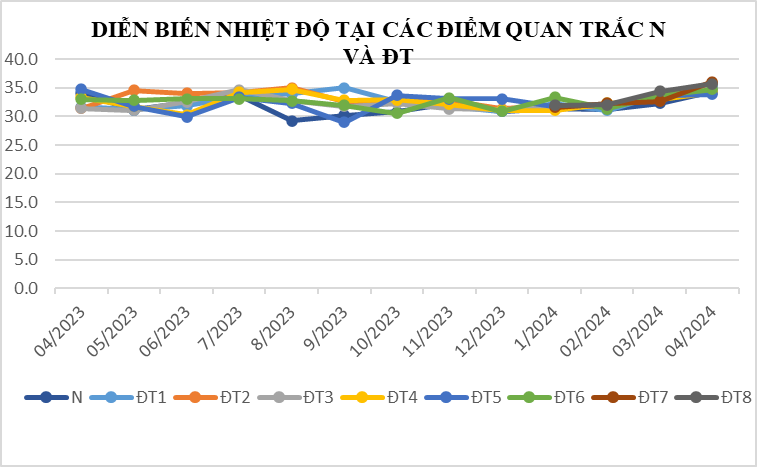 DIỄN BIẾN NHIỆT ĐỘ TẠI CÁC ĐIỂM QUAN TRẮC N
VÀ ĐT
40.0
35.0
30.0
25.0
20.0
15.0
10.0
5.0
0.0
04/2023 05/2023 06/2023 7/2023 8/2023 9/2023 10/2023 11/2023 12/2023 1/2024 02/2024 03/2024 04/2024
N ĐT1 ĐT2 ĐT3 ĐT4 ĐT5 ĐT6 ĐT7 ĐT8